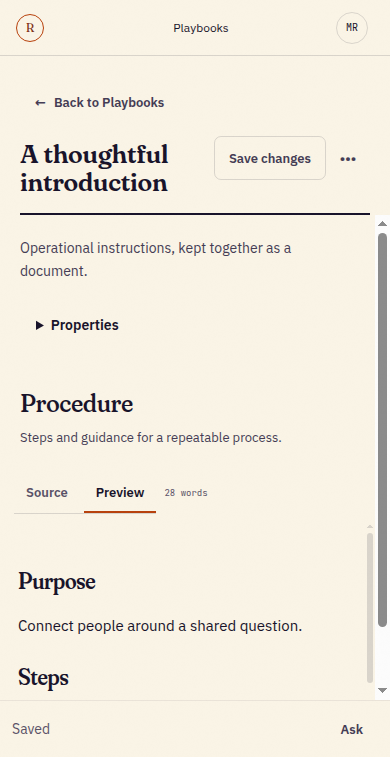 R
Playbooks
MR
← Back to Playbooks
A thoughtful
introduction
Save changes
•••
Operational instructions, kept together as a
document.
▶ Properties
Procedure
Steps and guidance for a repeatable process.
Source
Preview
28 words
Purpose
Connect people around a shared question.
Steps
Saved
Ask